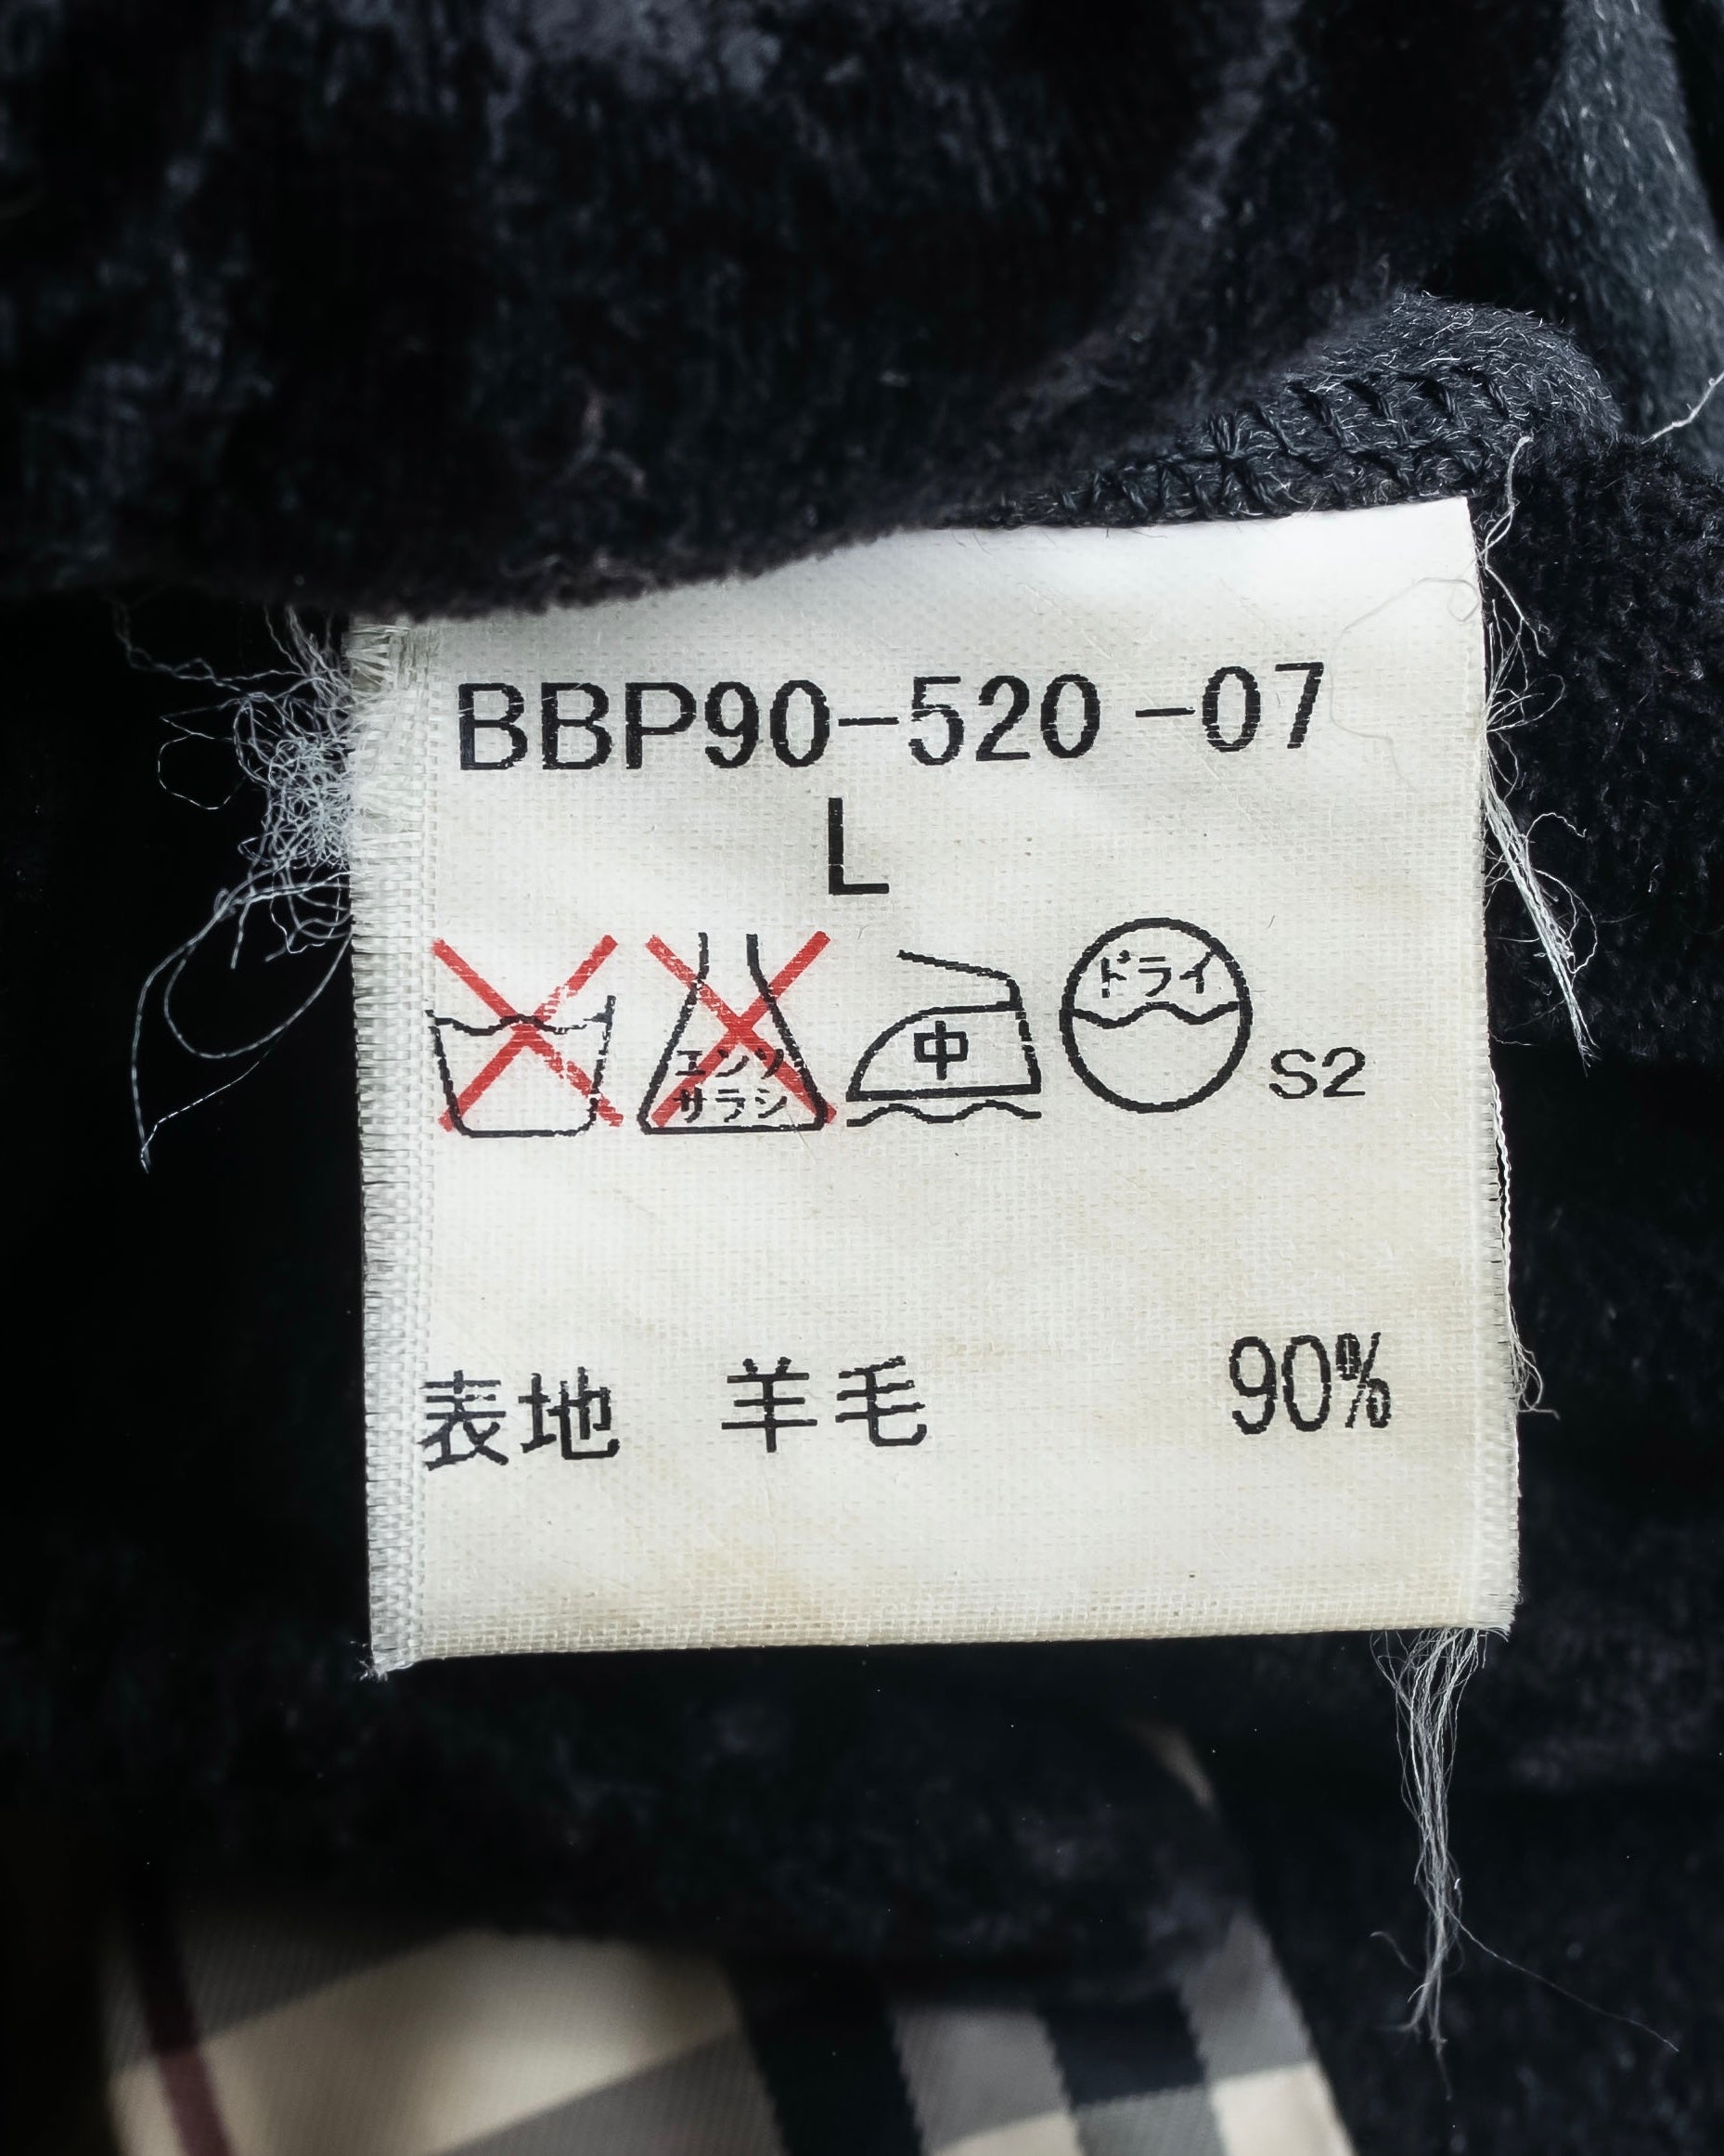 BBP90-520-07
L
エンソ
サラシ
中
ドライ
S2
表地 羊毛 90%